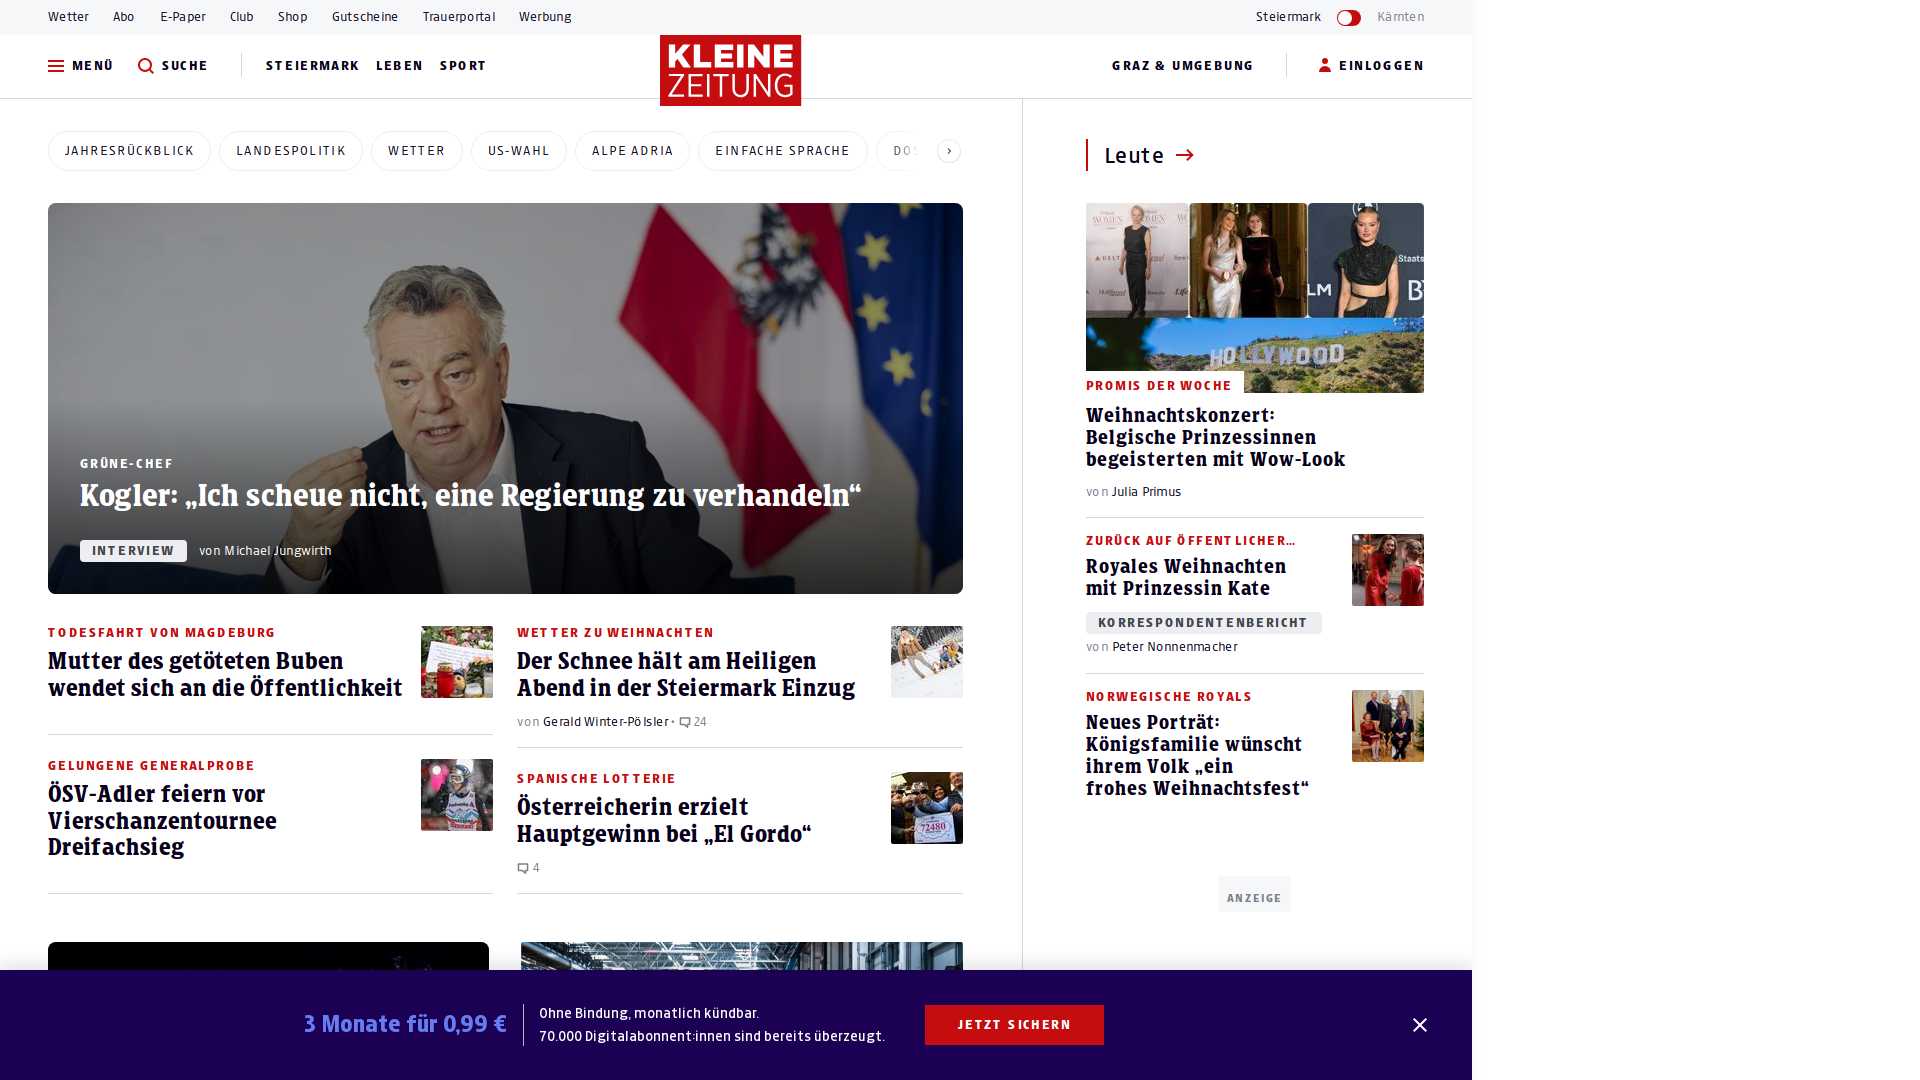 Wetter Abo E-Paper Club Shop Gutscheine Trauerportal Werbung
Steiermark Kärnten
MENÜ SUCHE STEIERMARK LEBEN SPORT
KLEINE
ZEITUNG
GRAZ & UMGEBUNG EINLOGGEN
JAHRESRÜCKBLICK LANDESPOLITIK WETTER US-WAHL ALPE ADRIA EINFACHE SPRACHE
GRÜNE-CHEF
Kogler: „Ich scheue nicht, eine Regierung zu verhandeln“
INTERVIEW von Michael Jungwirth
TODESFAHRT VON MAGDEBURG
Mutter des getöteten Buben
wendet sich an die Öffentlichkeit
WETTER ZU WEIHNACHTEN
Der Schnee hält am Heiligen
Abend in der Steiermark Einzug
von Gerald Winter-Pölsler • 24
GELUNGENE GENERALPROBE
ÖSV-Adler feiern vor
Vierschanzentournee
Dreifachsieg
SPANISCHE LOTTERIE
Österreicherin erzielt
Hauptgewinn bei „El Gordo“
72480
4
Leute
HOLLYWOOD
PROMIS DER WOCHE
Weihnachtskonzert:
Belgische Prinzessinnen
begeisterten mit Wow-Look
von Julia Primus
ZURÜCK AUF ÖFFENTLICHER…
Royales Weihnachten
mit Prinzessin Kate
KORRESPONDENTENBERICHT
von Peter Nonnenmacher
NORWEGISCHE ROYALS
Neues Porträt:
Königsfamilie wünscht
ihrem Volk „ein
frohes Weihnachtsfest“
ANZEIGE
3 Monate für 0,99 €
Ohne Bindung, monatlich kündbar.
70.000 Digitalabonnent:innen sind bereits überzeugt.
JETZT SICHERN